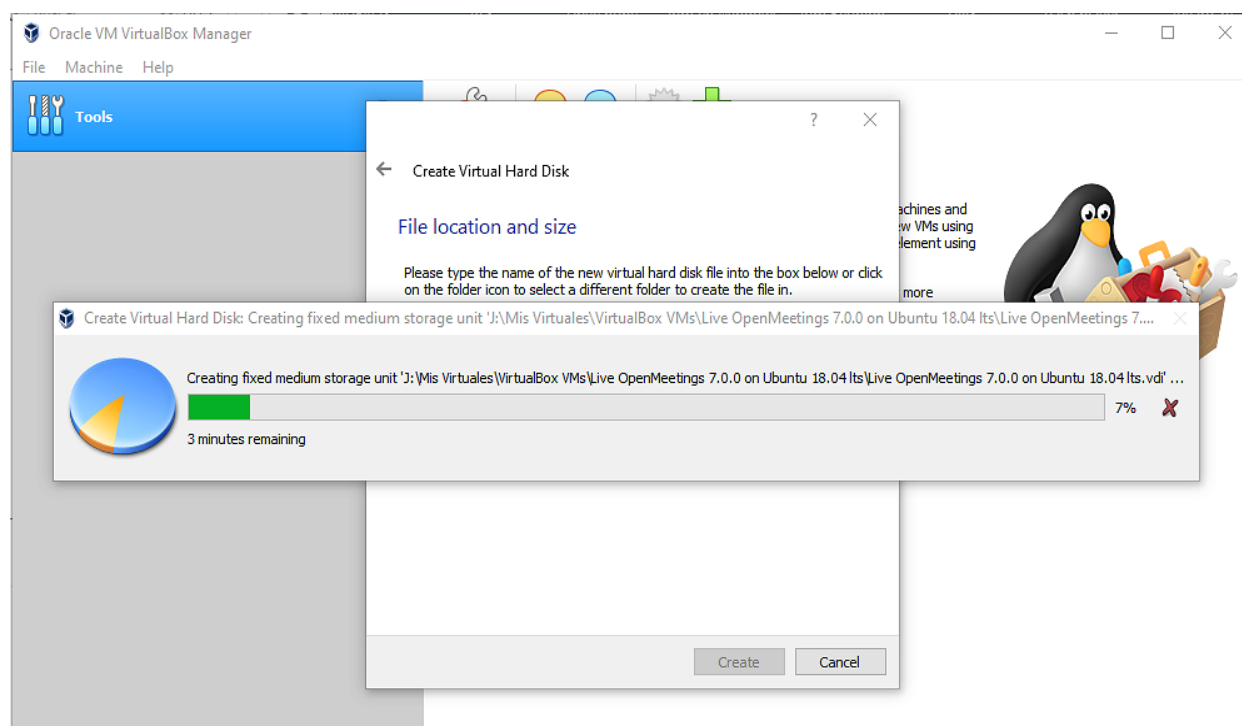 Oracle VM VirtualBox Manager
File Machine Help
Tools
?
Create Virtual Hard Disk
File location and size
Please type the name of the new virtual hard disk file into the box below or click
on the folder icon to select a different folder to create the file in.
achines and
ew VMs using
lement using
more
Create Virtual Hard Disk: Creating fixed medium storage unit 'J:\Mis Virtuales\VirtualBox VMs\Live OpenMeetings 7.0.0 on Ubuntu 18.04 lts\Live OpenMeetings 7....
Creating fixed medium storage unit 'J:\Mis Virtuales\VirtualBox VMs\Live OpenMeetings 7.0.0 on Ubuntu 18.04 lts\Live OpenMeetings 7.0.0 on Ubuntu 18.04 lts.vdi' ...
7%
3 minutes remaining
Create Cancel